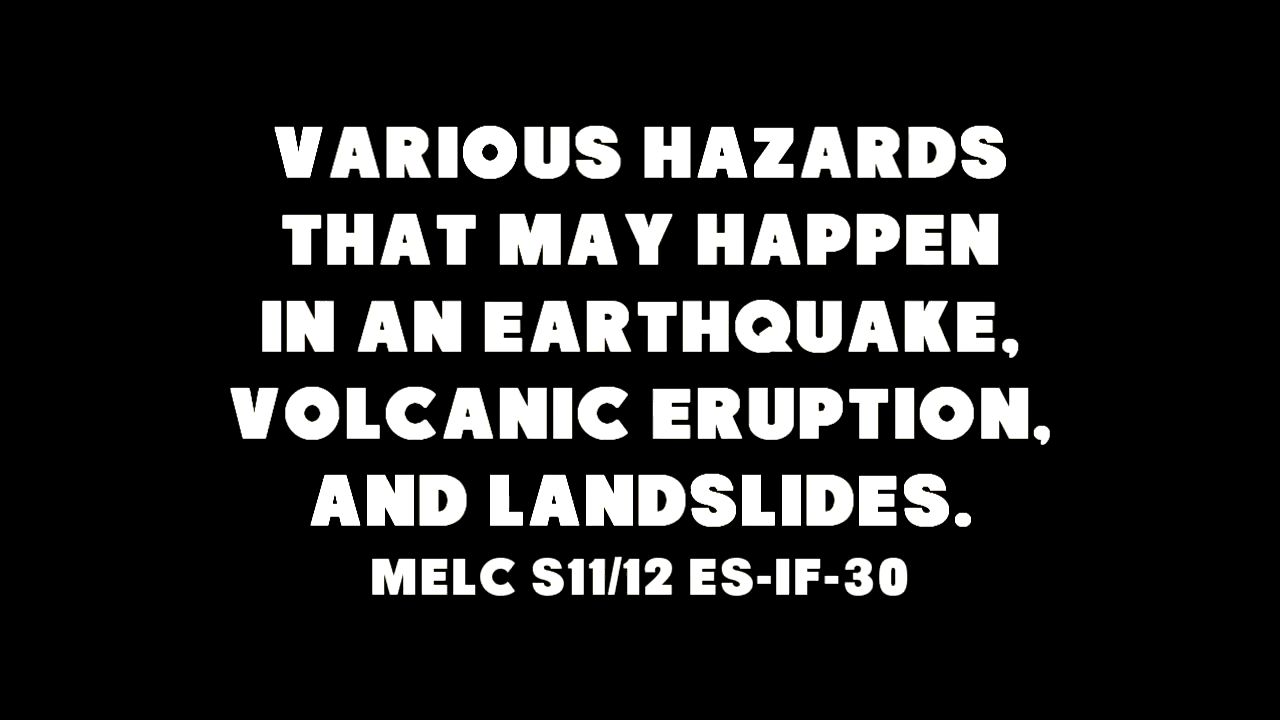 VARIOUS HAZARDS
THAT MAY HAPPEN
IN AN EARTHQUAKE,
VOLCANIC ERUPTION,
AND LANDSLIDES.
MELC S11/12 ES-IF-30